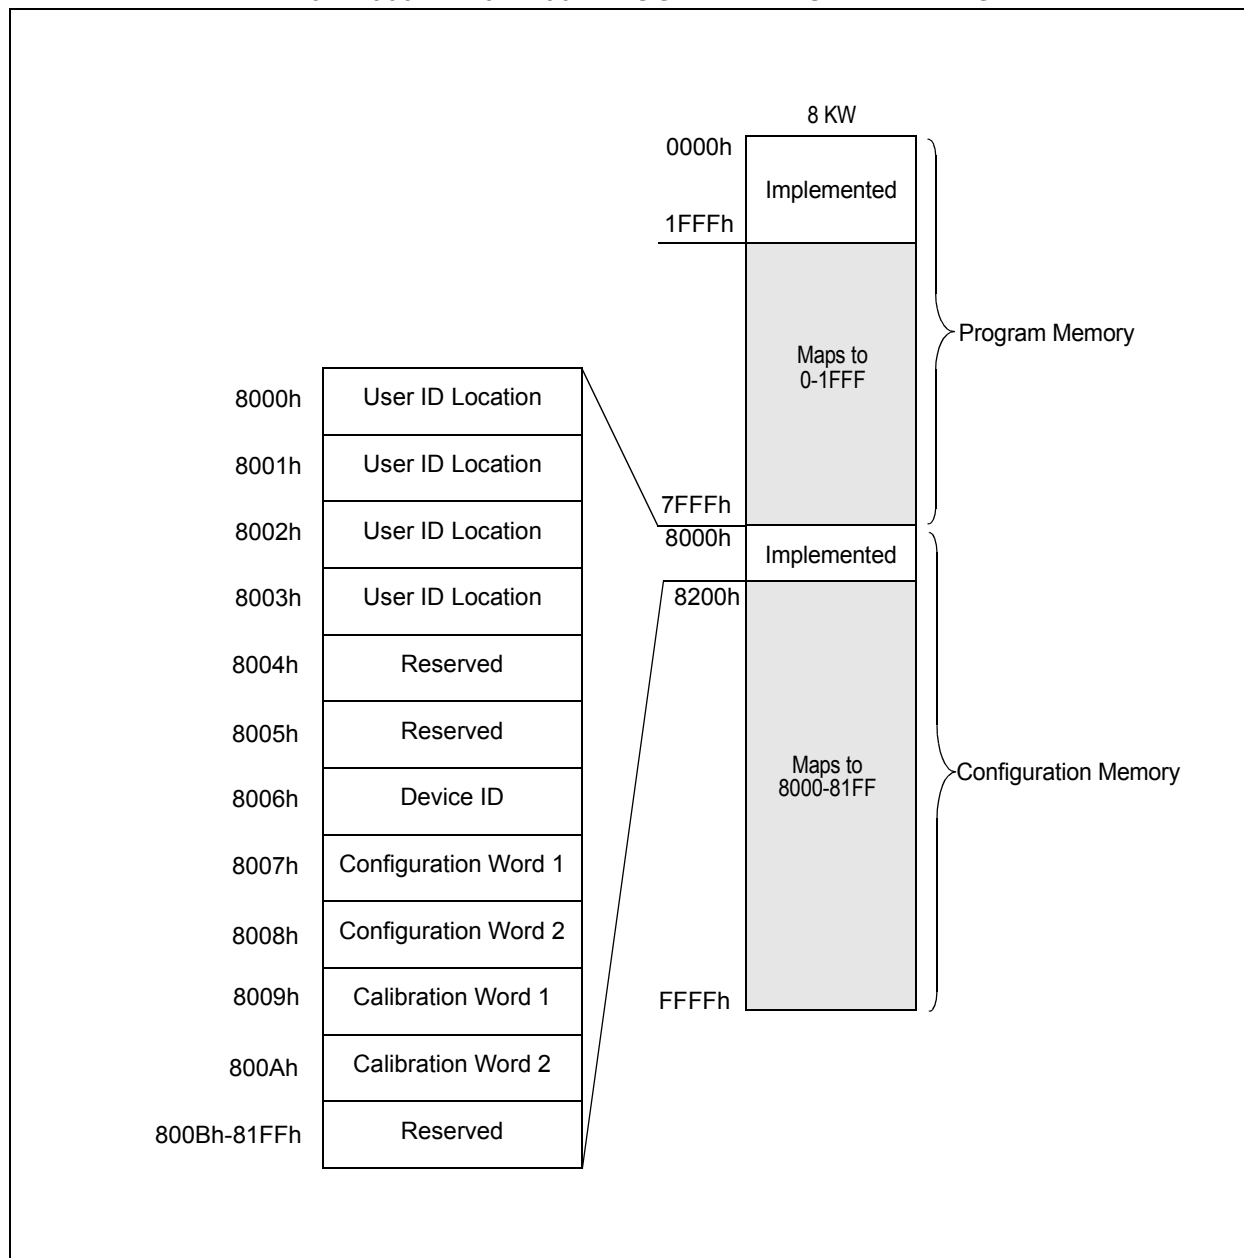 8 KW
0000h
Implemented
1FFFh
Maps to
0-1FFF
Program Memory
7FFFh
8000h
Implemented
8200h
Maps to
8000-81FF
Configuration Memory
FFFFh
8000h User ID Location
8001h User ID Location
8002h User ID Location
8003h User ID Location
8004h Reserved
8005h Reserved
8006h Device ID
8007h Configuration Word 1
8008h Configuration Word 2
8009h Calibration Word 1
800Ah Calibration Word 2
800Bh-81FFh Reserved